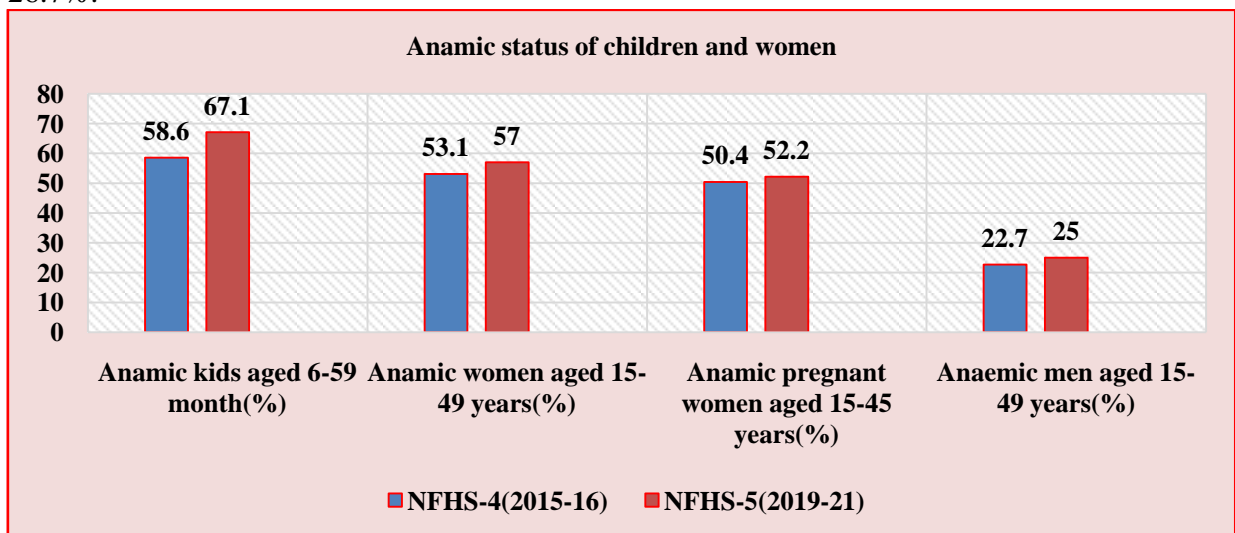 Anamic status of children and women
80
70
60
50
40
30
20
10
0
58.6
67.1
53.1
57
50.4
52.2
22.7
25
Anamic kids aged 6-59
month(%)
Anamic women aged 15-
49 years(%)
Anamic pregnant
women aged 15-45
years(%)
Anaemic men aged 15-
49 years(%)
NFHS-4(2015-16)
NFHS-5(2019-21)